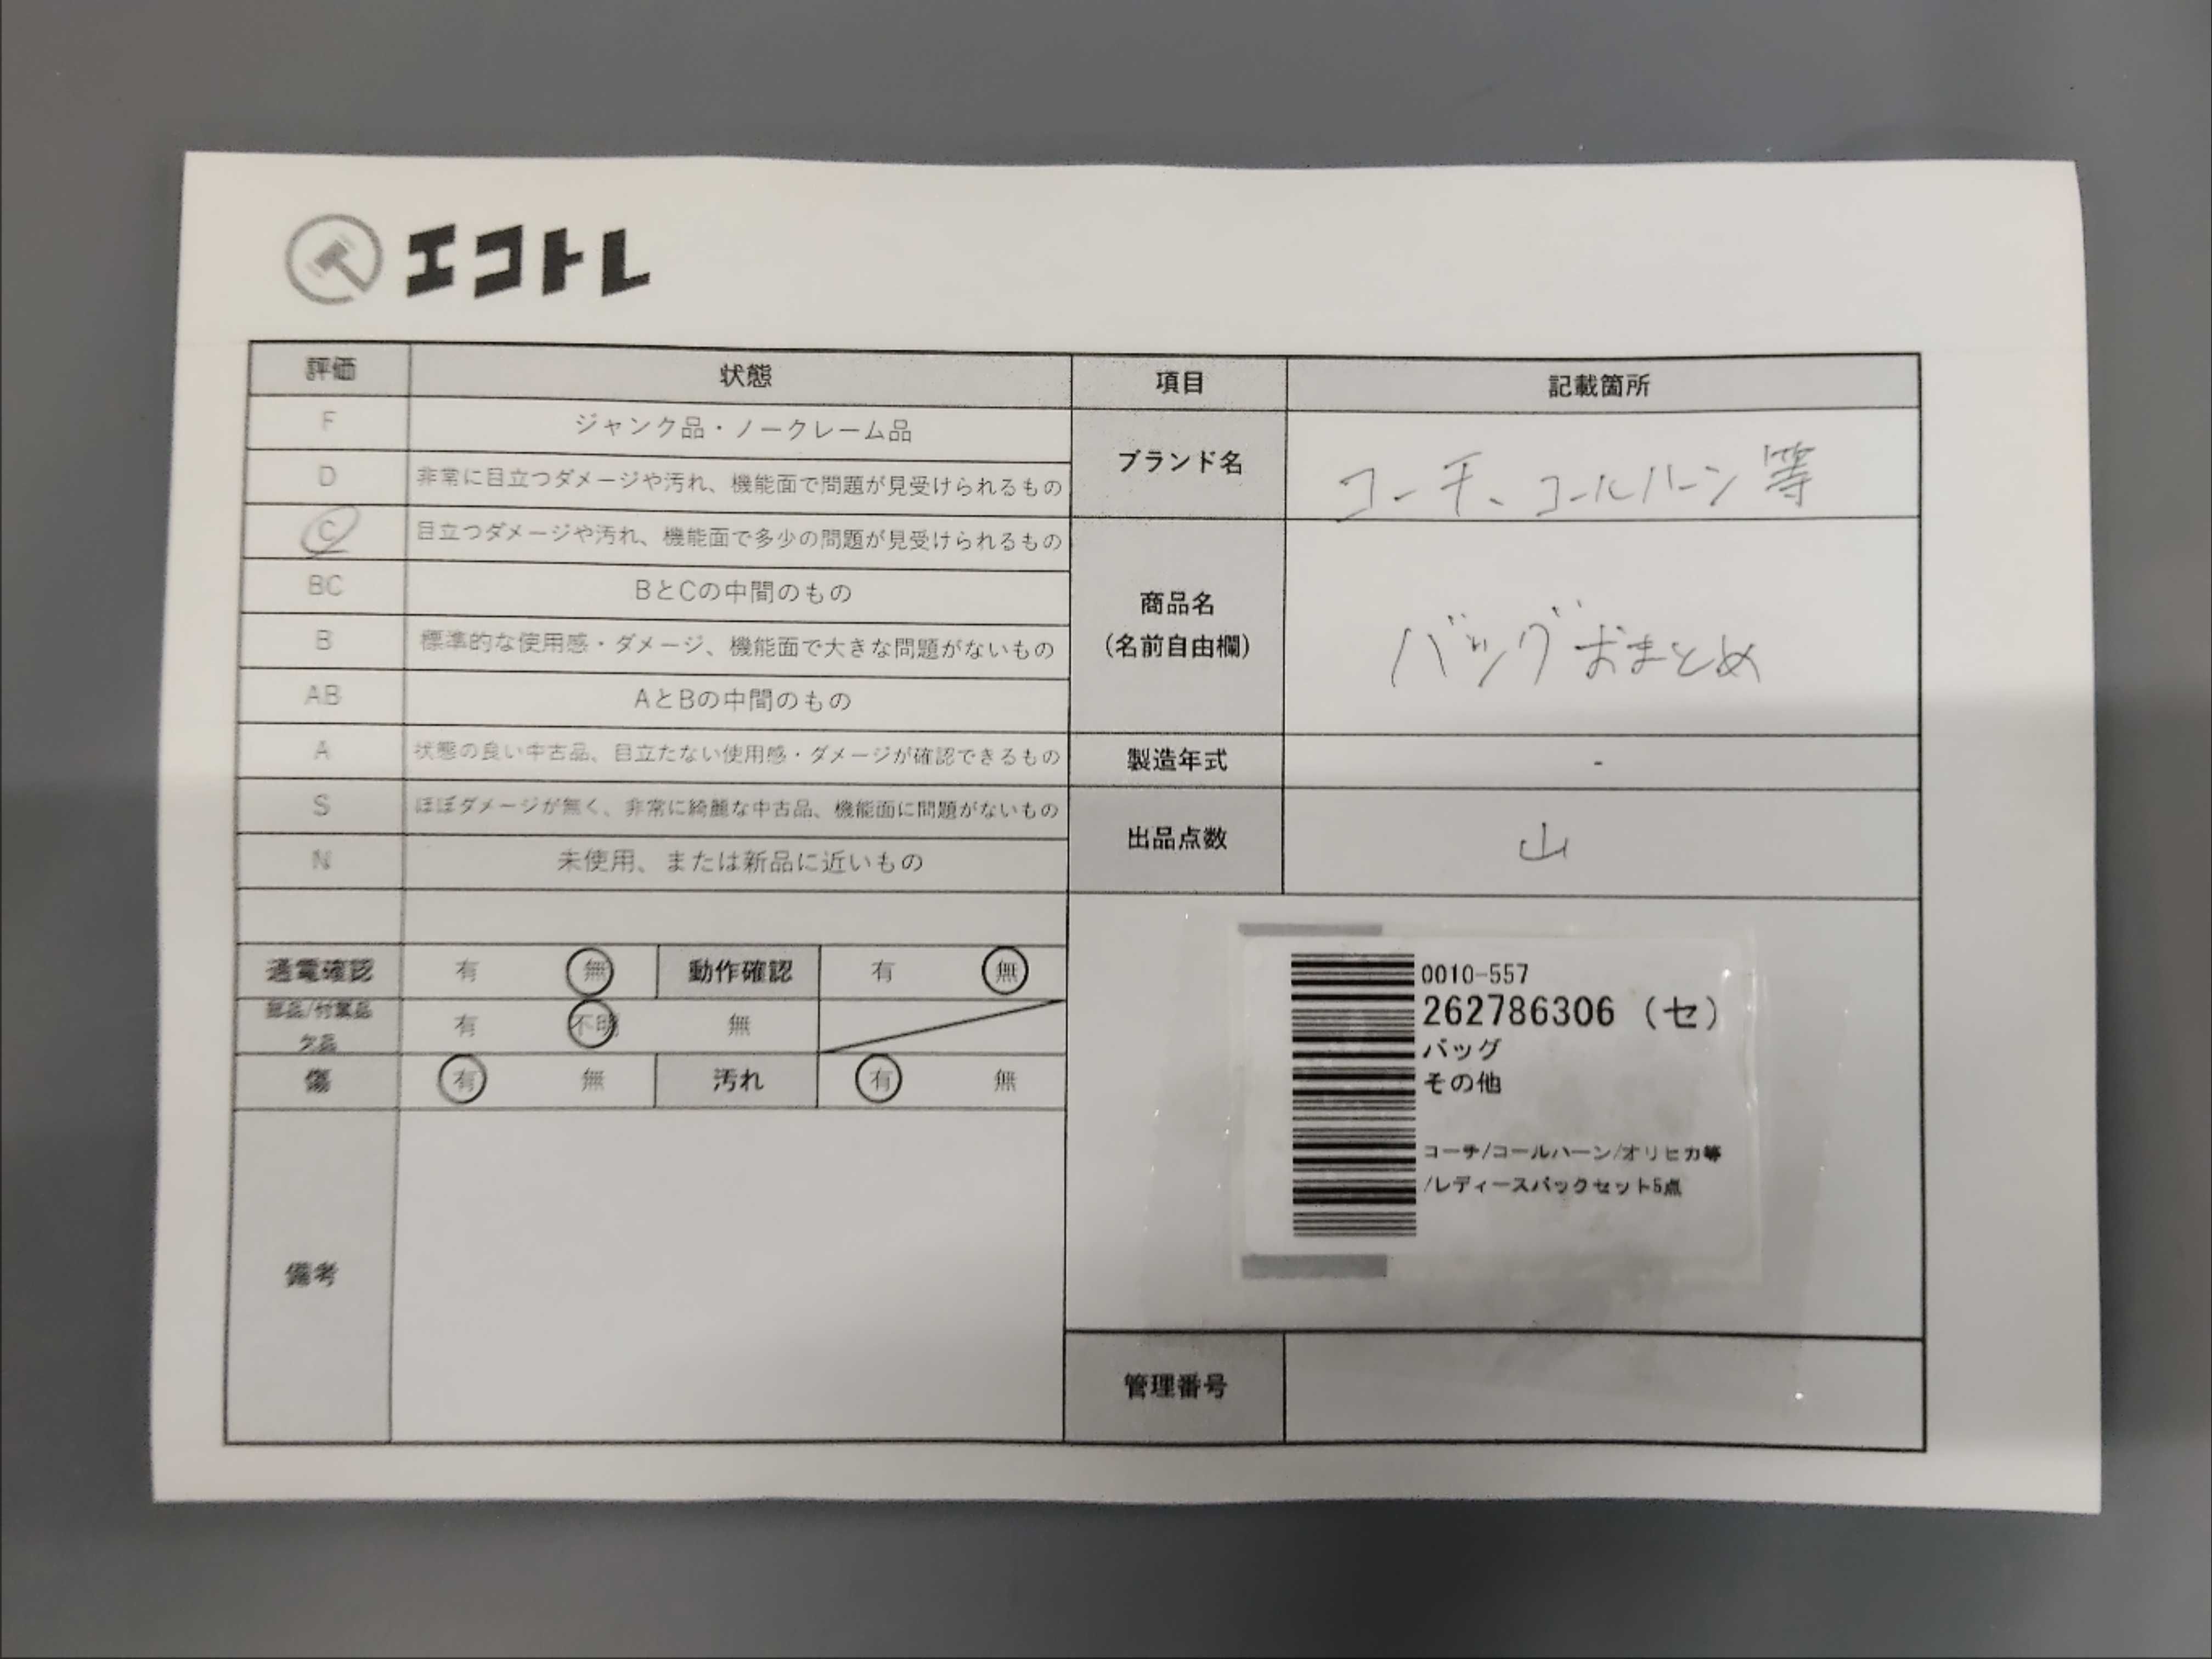 エコトレ
評価 状態 項目 記載箇所
F ジャンク品・ノークレーム品
D 非常に目立つダメージや汚れ、機能面で問題が見受けられるもの
C 目立つダメージや汚れ、機能面で多少の問題が見受けられるもの
BC BとCの中間のもの
B 標準的な使用感・ダメージ、機能面で大きな問題がないもの
AB AとBの中間のもの
A 状態の良い中古品、目立たない使用感・ダメージが確認できるもの
S ほぼダメージが無く、非常に綺麗な中古品、機能面に問題がないもの
N 未使用、または新品に近いもの
ブランド名 コーチ、コールハーン等
商品名
(名前自由欄)
バッグおまとめ
製造年式 -
出品点数 山
通電確認 有 無 動作確認 有 無
部品/付属品
欠品
有 不明 無
傷 有 無 汚れ 有 無
備考
0010-557
262786306 (セ)
バッグ
その他
コーチ/コールハーン/オリヒカ等
/レディースバックセット5点
管理番号